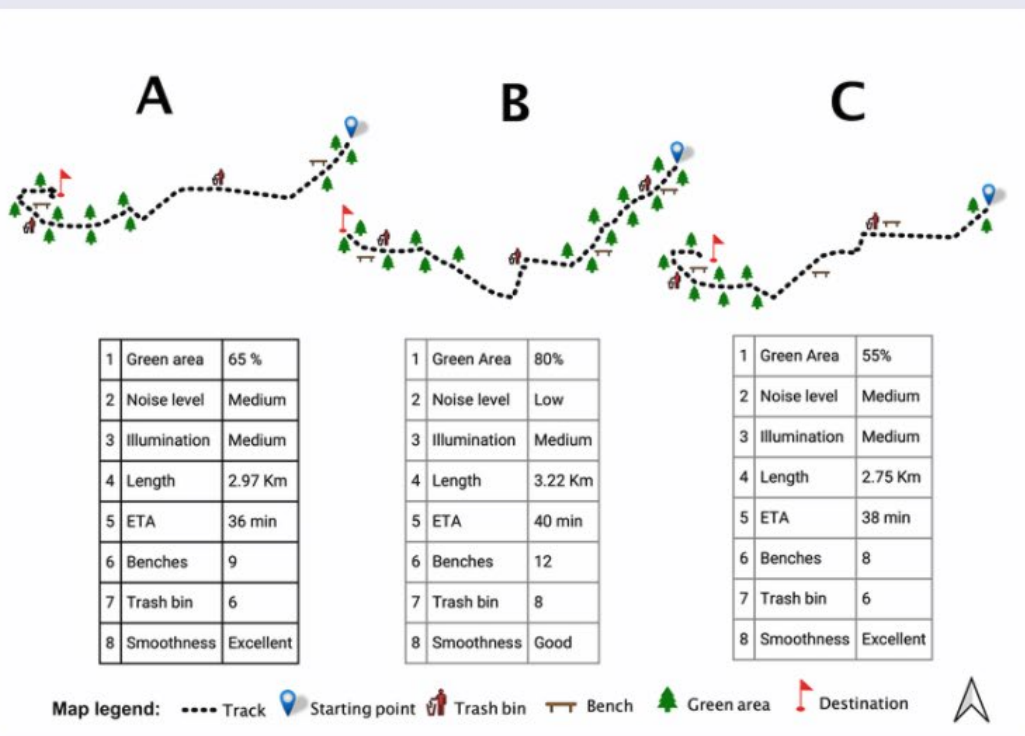 A
B
C
1 Green area 65 %
2 Noise level Medium
3 Illumination Medium
4 Length 2.97 Km
5 ETA 36 min
6 Benches 9
7 Trash bin 6
8 Smoothness Excellent
1 Green Area 80%
2 Noise level Low
3 Illumination Medium
4 Length 3.22 Km
5 ETA 40 min
6 Benches 12
7 Trash bin 8
8 Smoothness Good
1 Green Area 55%
2 Noise level Medium
3 Illumination Medium
4 Length 2.75 Km
5 ETA 38 min
6 Benches 8
7 Trash bin 6
8 Smoothness Excellent
Map legend: Track Starting point Trash bin Bench Green area Destination